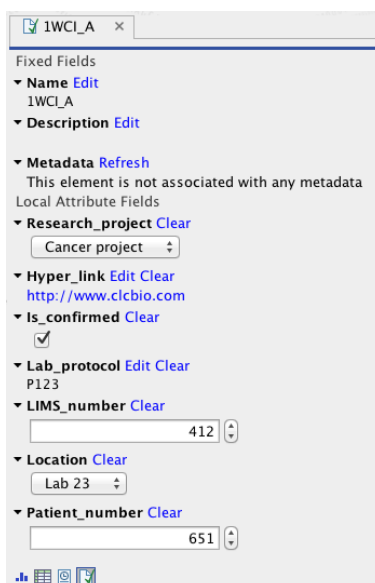 1WCI_A
Fixed Fields
Name Edit
1WCI_A
Description Edit
Metadata Refresh
This element is not associated with any metadata
Local Attribute Fields
Research_project Clear
Cancer project
Hyper_link Edit Clear
http://www.clcbio.com
Is_confirmed Clear
Lab_protocol Edit Clear
P123
LIMS_number Clear
412
Location Clear
Lab 23
Patient_number Clear
651